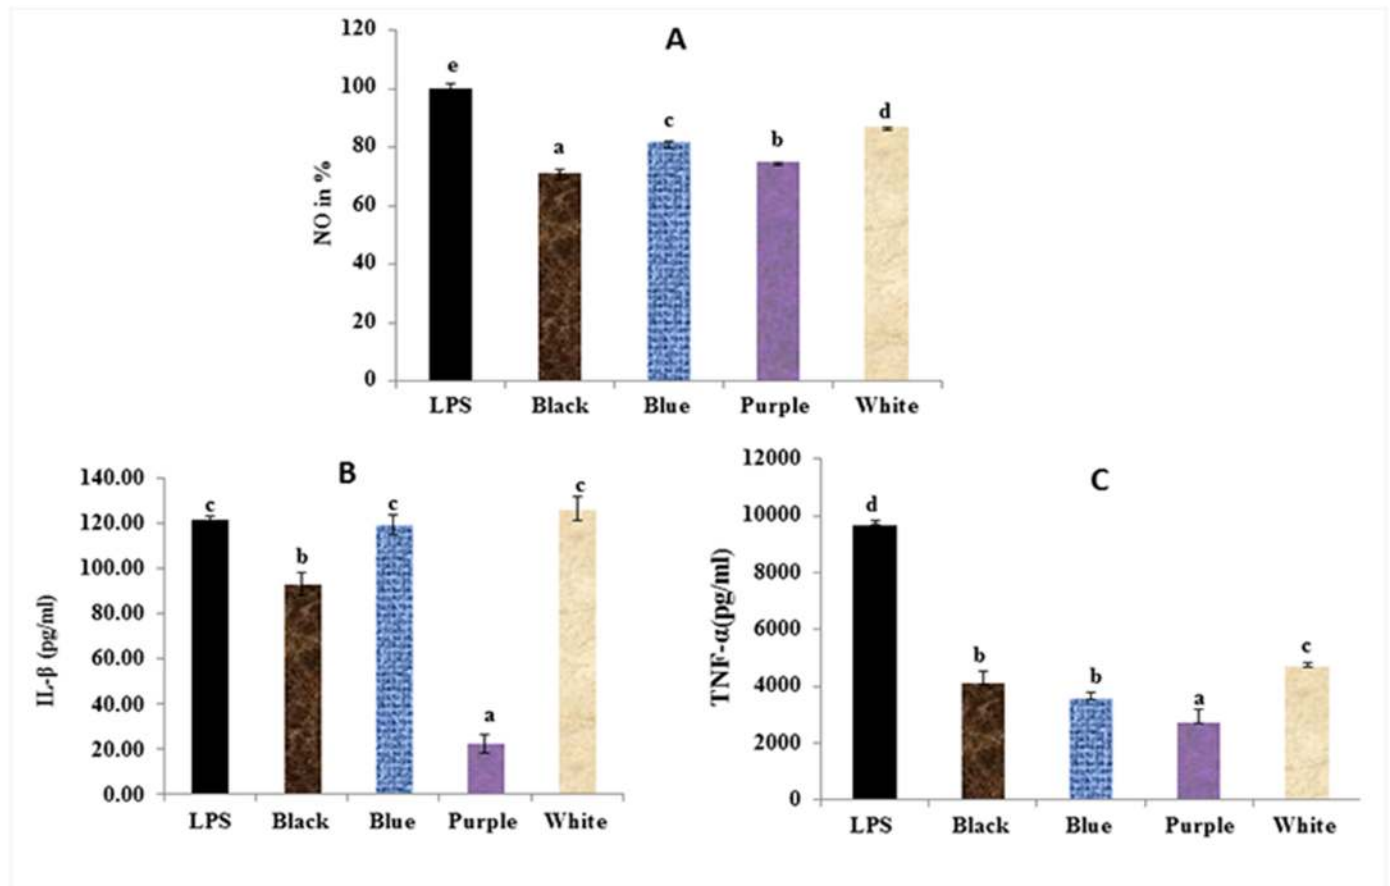 A
120
100
80
60
40
20
0
NO in %
e
a
c
b
d
LPS Black Blue Purple White
B
140.00
120.00
100.00
80.00
60.00
40.00
20.00
0.00
IL-β (pg/ml)
c
b
c
a
c
LPS Black Blue Purple White
C
12000
10000
8000
6000
4000
2000
0
TNF-α(pg/ml)
d
b
b
a
c
LPS Black Blue Purple White